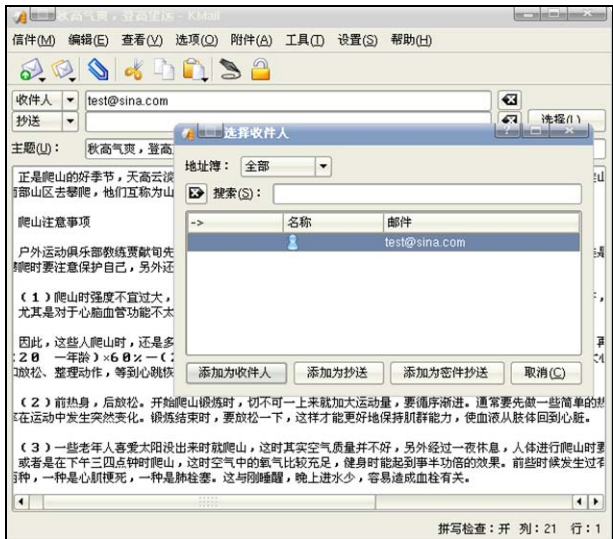 秋高气爽，登高望远 - KMail
信件(M) 编辑(E) 查看(V) 选项(O) 附件(A) 工具(T) 设置(S) 帮助(H)
收件人 test@sina.com
抄送 选择(L)
主题(U)： 秋高气爽，登高
选择收件人
地址簿： 全部
搜索(S)：
-> 名称 邮件
test@sina.com
添加为收件人 添加为抄送 添加为密件抄送 取消(C)
正是爬山的好季节，天高云淡
西部山区去攀爬，他们互称为山
爬山注意事项
户外运动俱乐部教练贾献旬先
攀爬时要注意保护自己，另外还
（1）爬山时强度不宜过大，
尤其是对于心脑血管功能不太
因此，这些人爬山时，还是多
20 一年龄）×60%一（2
放松、整理动作，等到心跳恢
（2）前热身，后放松。开始爬山锻炼时，切不可一上来就加大运动量，要循序渐进。通常要先做一些简单的热
在运动中发生突然变化。锻炼结束时，要放松一下，这样才能更好地保持肌群能力，使血液从肢体回到心脏。
（3）一些老年人喜爱太阳没出来时就爬山，这时其实空气质量并不好，另外经过一夜休息，人体进行爬山时要
或者是在下午三四点钟时爬山，这时空气中的氧气比较充足，健身时能起到事半功倍的效果。前些时候发生过有
两种，一种是心肌梗死，一种是肺栓塞。这与刚睡醒，晚上进水少，容易造成血栓有关。
拼写检查：开 列：21 行：1